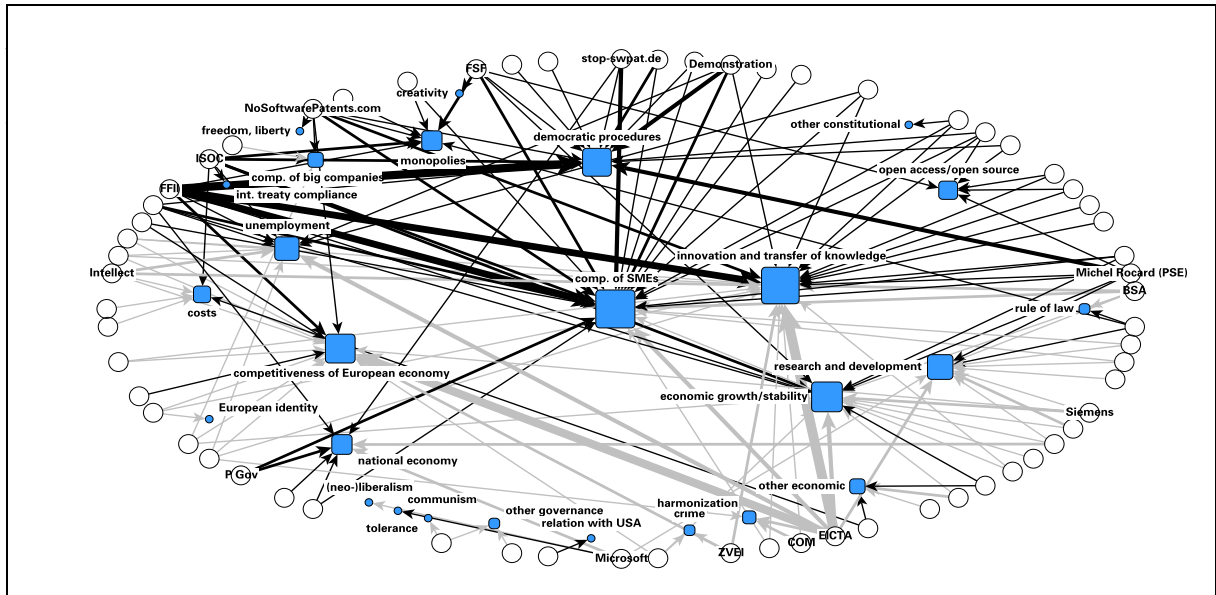 stop-swpat.de
FSF
Demonstration
creativity
NoSoftwarePatents.com
freedom, liberty
other constitutional
democratic procedures
ISOC
monopolies
open access/open source
comp. of big companies
FFII
int. treaty compliance
unemployment
innovation and transfer of knowledge
Intellect
comp. of SMEs
Michel Rocard (PSE)
BSA
costs
rule of law
research and development
competitiveness of European economy
economic growth/stability
European identity
Siemens
national economy
P Gov
(neo-)liberalism
other economic
communism
harmonization
other governance
crime
relation with USA
tolerance
EICTA
COM
ZVEI
Microsoft